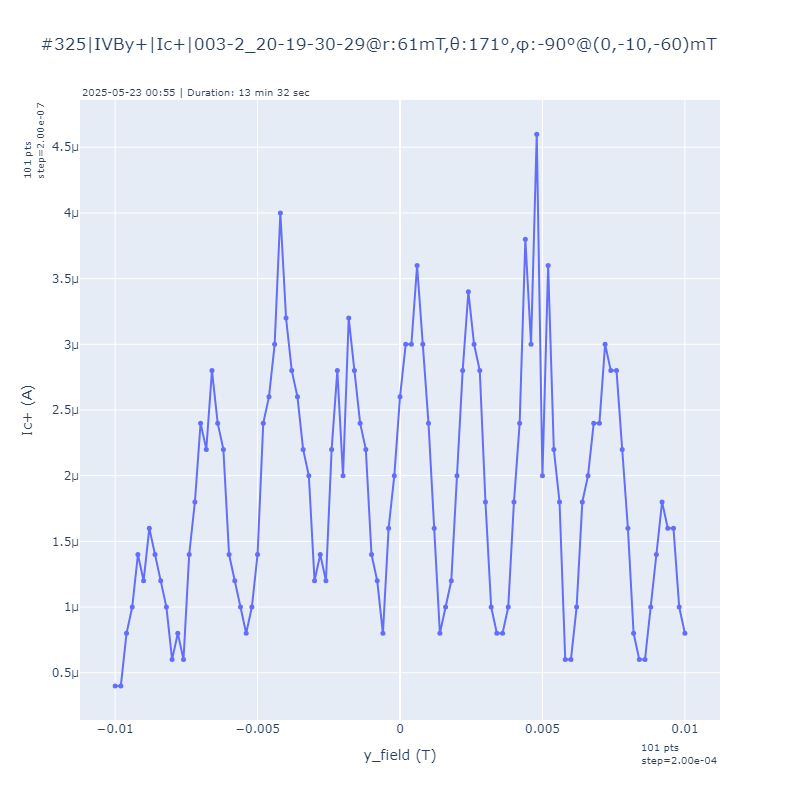 #325|IVBy+|Ic+|003-2_20-19-30-29@r:61mT,θ:171°,φ:-90°@(0,-10,-60)mT
2025-05-23 00:55 | Duration: 13 min 32 sec
101 pts
step=2.00e-07
4.5μ
4μ
3.5μ
3μ
2.5μ
2μ
1.5μ
1μ
0.5μ
Ic+ (A)
−0.01
−0.005
0
0.005
0.01
y_field (T)
101 pts
step=2.00e-04